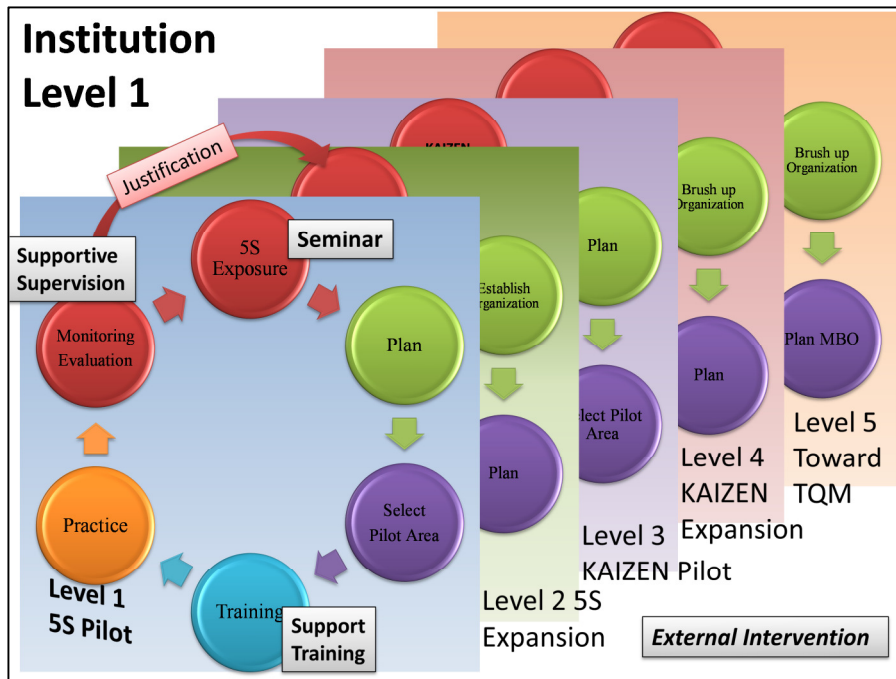 Institution
Level 1
Justification
Supportive
Supervision
5S
Exposure
Seminar
Monitoring
Evaluation
Plan
Practice
Select
Pilot Area
Training
Support
Training
Level 1
5S Pilot
Establish
Organization
Plan
Level 2 5S
Expansion
KAIZEN
Plan
Select Pilot
Area
Level 3
KAIZEN Pilot
Brush up
Organization
Plan
Level 4
KAIZEN
Expansion
Brush up
Organization
Plan MBO
Level 5
Toward
TQM
External Intervention